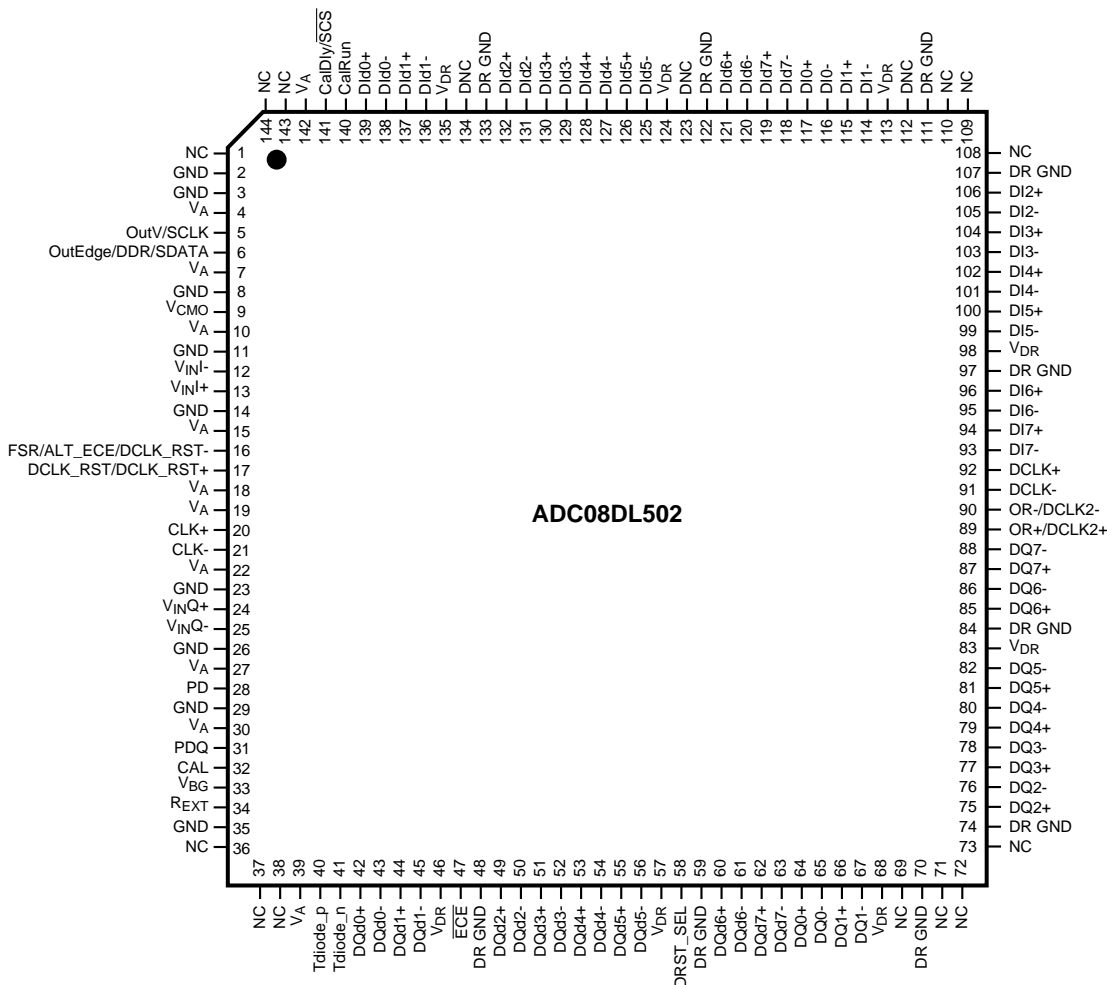 NC
NC
VA
CalDly/SCS
CalRun
DId0+
DId0-
DId1+
DId1-
VDR
DNC
DR GND
DId2+
DId2-
DId3+
DId3-
DId4+
DId4-
DId5+
DId5-
VDR
DNC
DR GND
DId6+
DId6-
DId7+
DId7-
DI0+
DI0-
DI1+
DI1-
VDR
DNC
DR GND
NC
NC
144
143
142
141
140
139
138
137
136
135
134
133
132
131
130
129
128
127
126
125
124
123
122
121
120
119
118
117
116
115
114
113
112
111
110
109
NC 1
GND 2
GND 3
VA 4
OutV/SCLK 5
OutEdge/DDR/SDATA 6
VA 7
GND 8
VCMO 9
VA 10
GND 11
VINI- 12
VINI+ 13
GND 14
VA 15
FSR/ALT_ECE/DCLK_RST- 16
DCLK_RST/DCLK_RST+ 17
VA 18
VA 19
CLK+ 20
CLK- 21
VA 22
GND 23
VINQ+ 24
VINQ- 25
GND 26
VA 27
PD 28
GND 29
VA 30
PDQ 31
CAL 32
VBG 33
REXT 34
GND 35
NC 36
ADC08DL502
108 NC
107 DR GND
106 DI2+
105 DI2-
104 DI3+
103 DI3-
102 DI4+
101 DI4-
100 DI5+
99 DI5-
98 VDR
97 DR GND
96 DI6+
95 DI6-
94 DI7+
93 DI7-
92 DCLK+
91 DCLK-
90 OR-/DCLK2-
89 OR+/DCLK2+
88 DQ7-
87 DQ7+
86 DQ6-
85 DQ6+
84 DR GND
83 VDR
82 DQ5-
81 DQ5+
80 DQ4-
79 DQ4+
78 DQ3-
77 DQ3+
76 DQ2-
75 DQ2+
74 DR GND
73 NC
37
38
39
40
41
42
43
44
45
46
47
48
49
50
51
52
53
54
55
56
57
58
59
60
61
62
63
64
65
66
67
68
69
70
71
72
NC
NC
VA
Tdiode_p
Tdiode_n
DQd0+
DQd0-
DQd1+
DQd1-
VDR
ECE
DR GND
DQd2+
DQd2-
DQd3+
DQd3-
DQd4+
DQd4-
DQd5+
DQd5-
VDR
DRST_SEL
DR GND
DQd6+
DQd6-
DQd7+
DQd7-
DQ0+
DQ0-
DQ1+
DQ1-
VDR
NC
DR GND
NC
NC